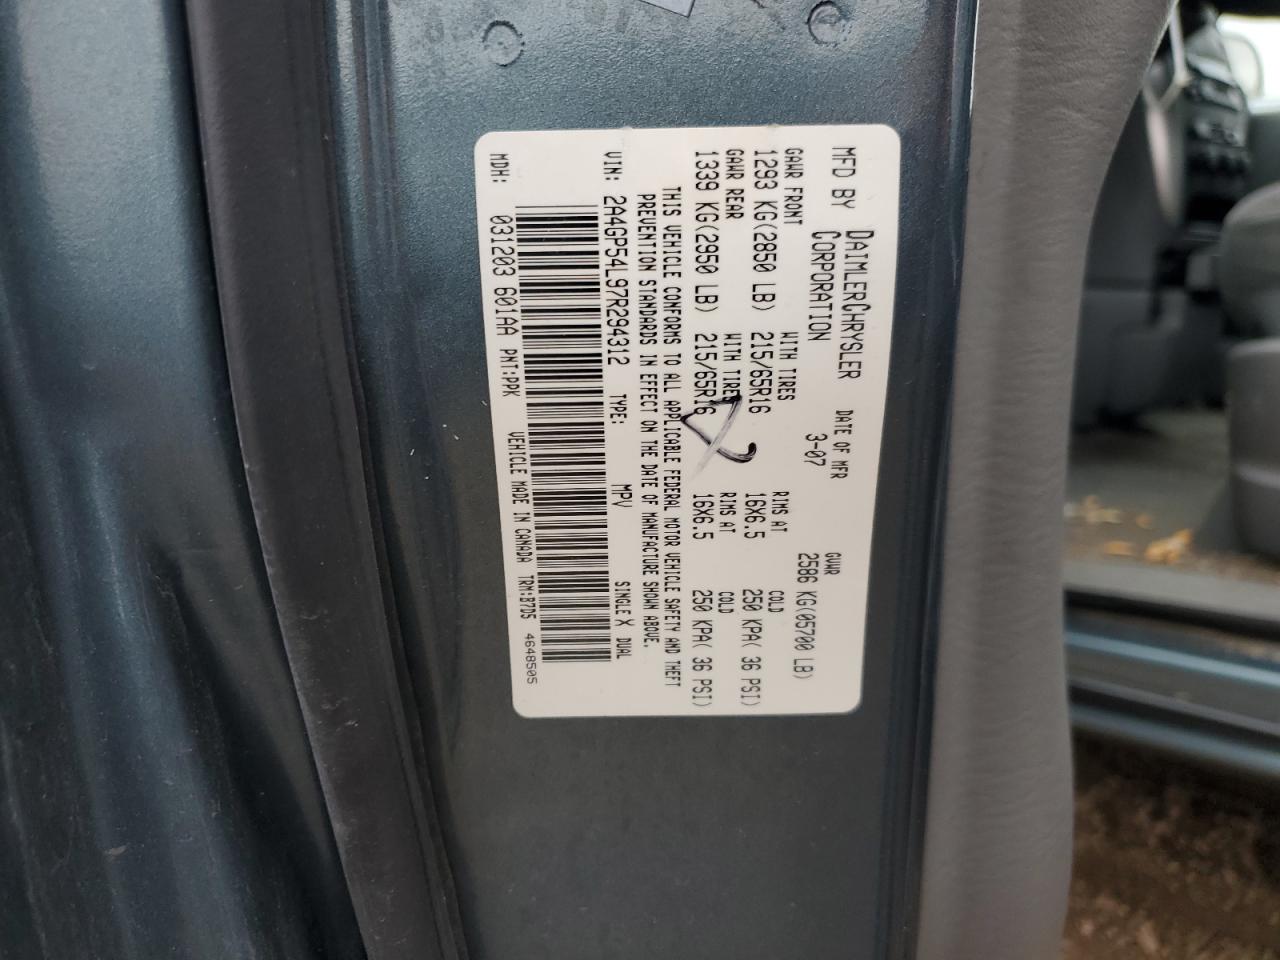 MFD BY DAIMLERCHRYSLER CORPORATION DATE OF MFR 3-07 GVWR 2586 KG(05700 LB)
GAWR FRONT WITH TIRES RIMS AT COLD
1293 KG(2850 LB) 215/65R16 16X6.5 250 KPA( 36 PSI)
GAWR REAR WITH TIRES RIMS AT COLD
1339 KG(2950 LB) 215/65R16 16X6.5 250 KPA( 36 PSI)
THIS VEHICLE CONFORMS TO ALL APPLICABLE FEDERAL MOTOR VEHICLE SAFETY AND THEFT
PREVENTION STANDARDS IN EFFECT ON THE DATE OF MANUFACTURE SHOWN ABOVE.
VIN: 2A4GP54L97R294312 TYPE: MPV SINGLE X DUAL
MDH: 031203 601AA PNT:PPK VEHICLE MADE IN CANADA TRM:B7D5 4648505